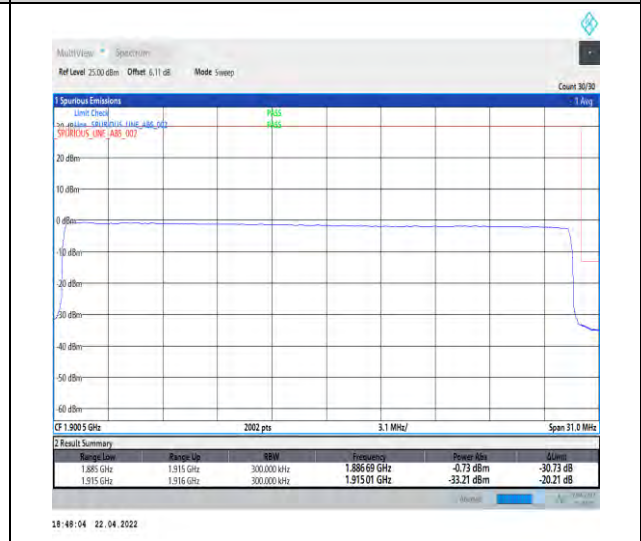 MultiView Spectrum
Ref Level 25.00 dBm Offset 6.11 dB Mode Sweep
Count 30/30
1 Spurious Emissions 1 Avg
Limit Check PASS
Line _SPURIOUS_LINE_ABS_002 PASS
_SPURIOUS_LINE_ABS_002
20 dBm
10 dBm
0 dBm
-10 dBm
-20 dBm
-30 dBm
-40 dBm
-50 dBm
-60 dBm
CF 1.9005 GHz 2002 pts 3.1 MHz/ Span 31.0 MHz
2 Result Summary
Range Low Range Up RBW Frequency Power Abs ΔLimit
1.885 GHz 1.915 GHz 300.000 kHz 1.88669 GHz -0.73 dBm -30.73 dB
1.915 GHz 1.916 GHz 300.000 kHz 1.91501 GHz -33.21 dBm -20.21 dB
18:48:04 22.04.2022